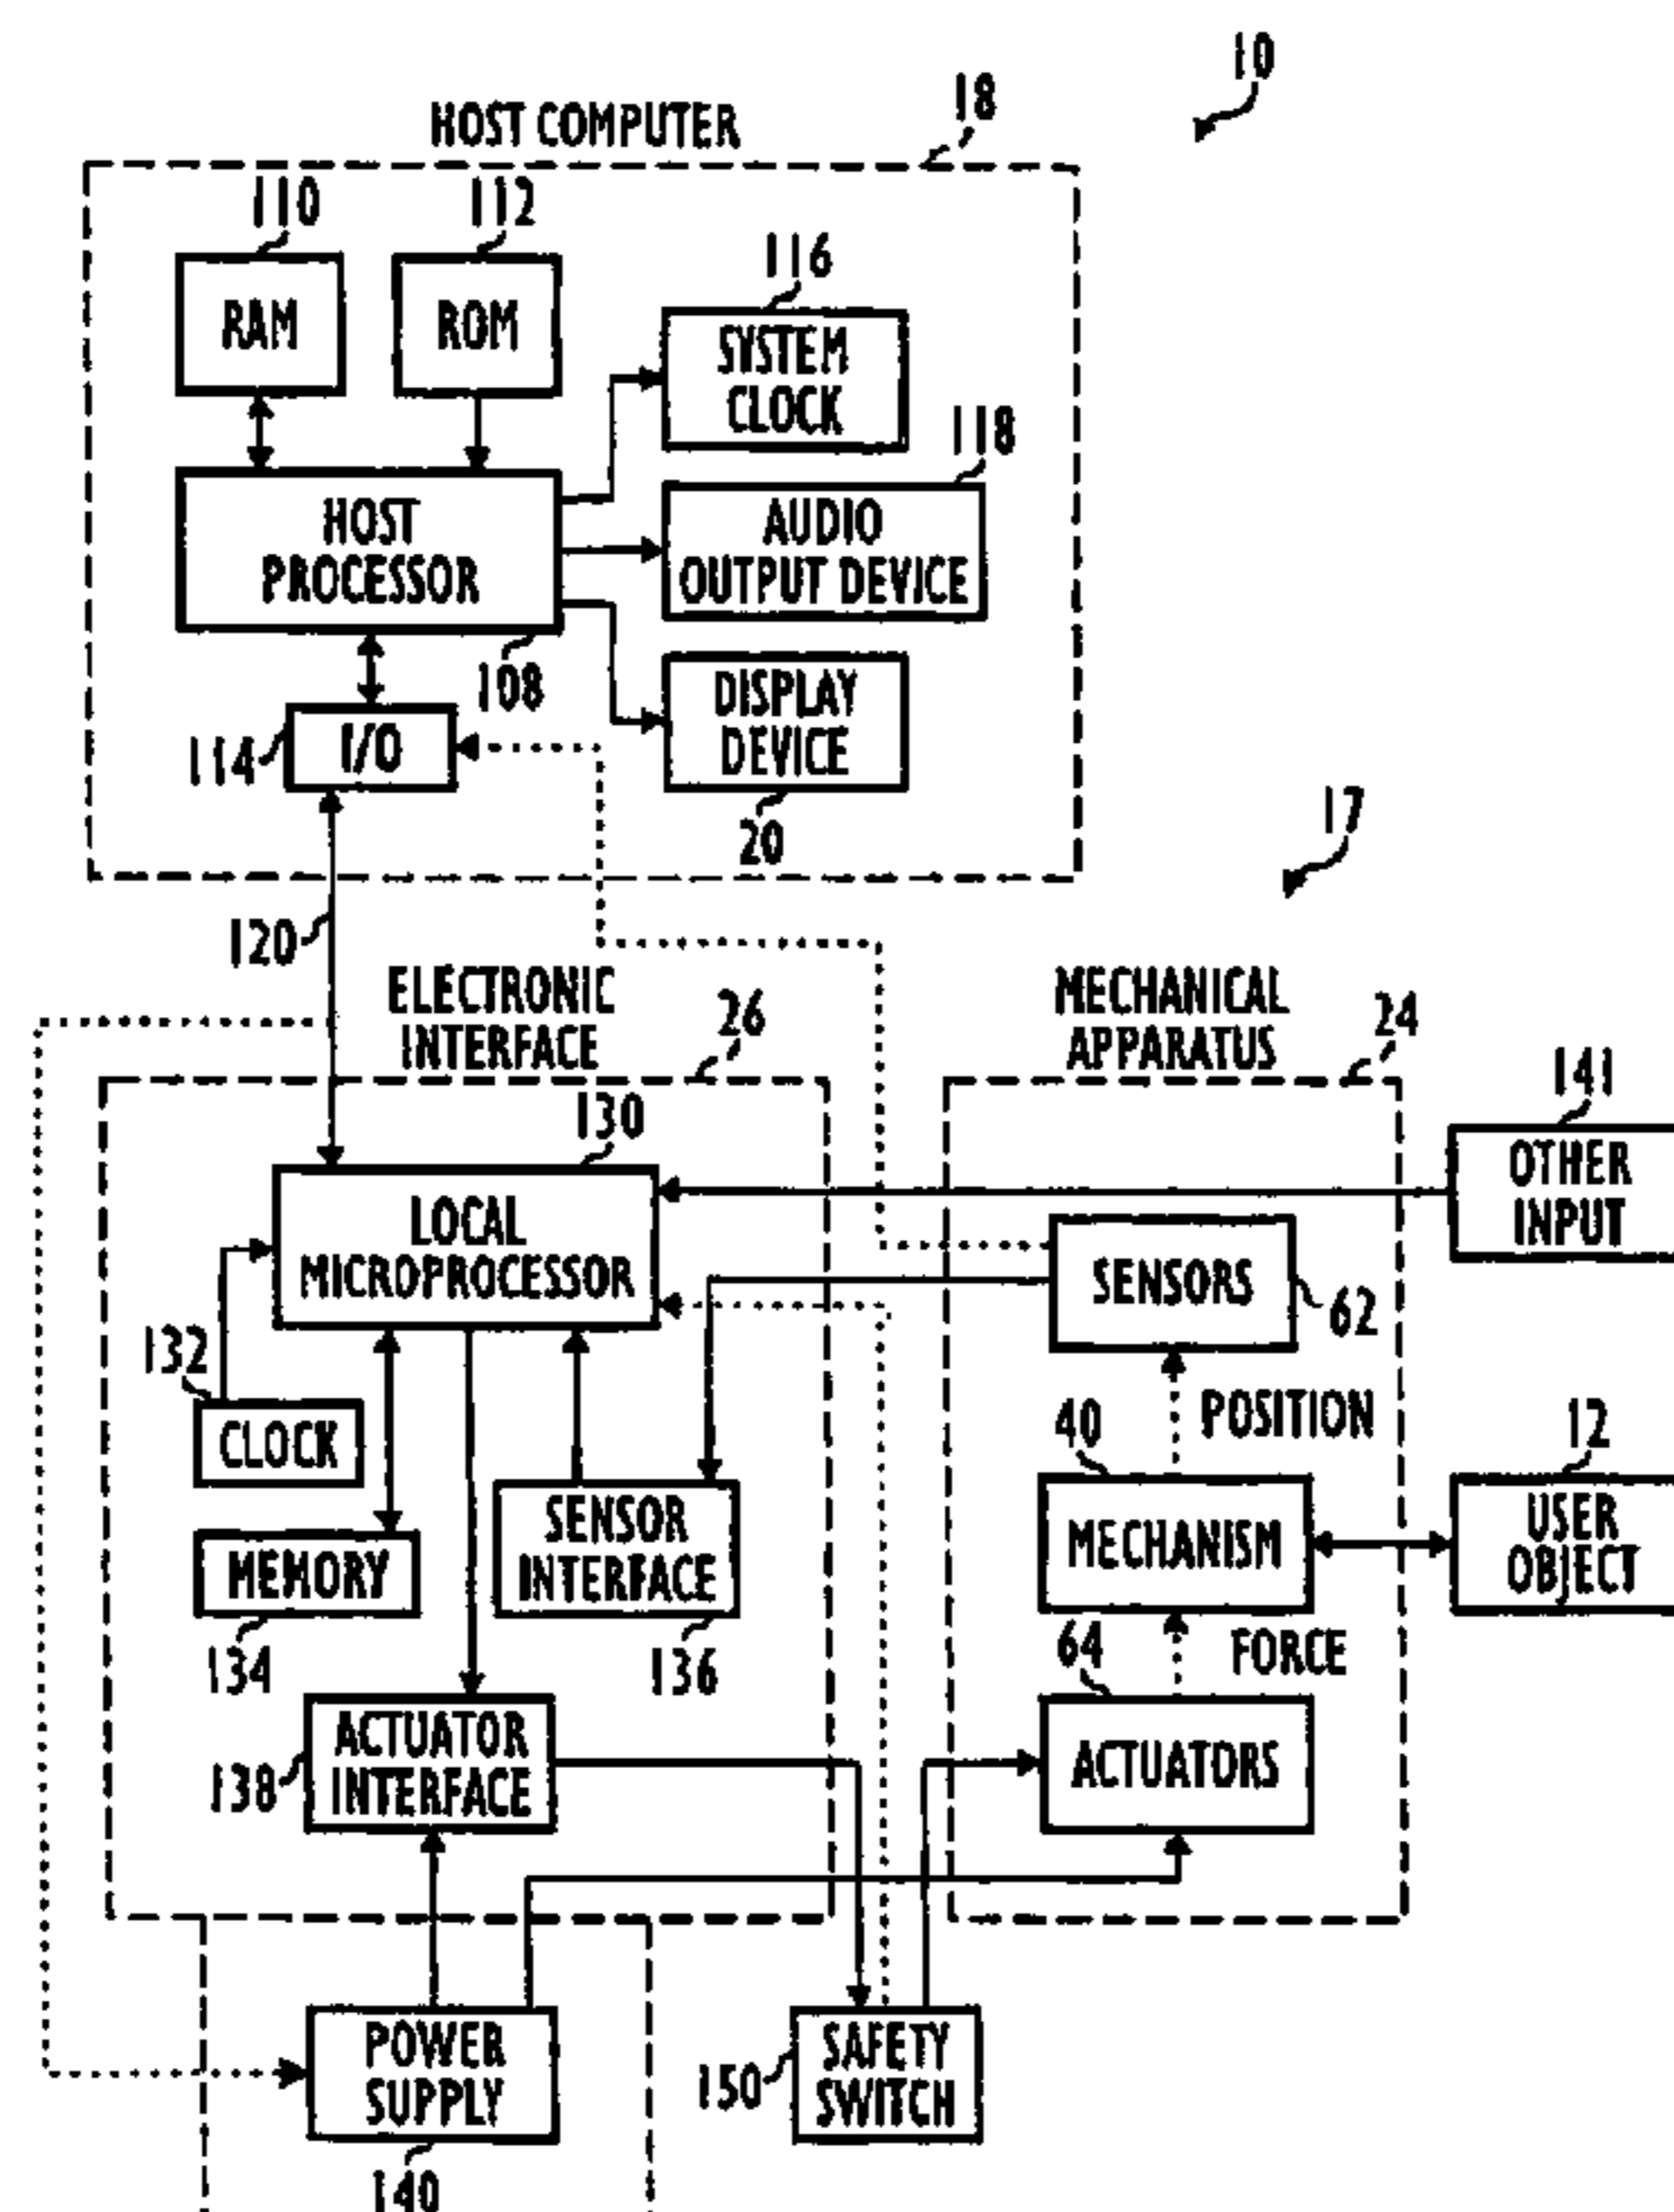 10
HOST COMPUTER
18
110
112
RAM
ROM
116
SYSTEM
CLOCK
118
HOST
PROCESSOR
AUDIO
OUTPUT DEVICE
108
DISPLAY
DEVICE
114
I/O
20
17
120
ELECTRONIC
INTERFACE
26
MECHANICAL
APPARATUS
24
141
130
OTHER
INPUT
LOCAL
MICROPROCESSOR
SENSORS
62
132
CLOCK
POSITION
40
12
SENSOR
INTERFACE
MECHANISM
USER
OBJECT
MEMORY
134
136
64
FORCE
ACTUATOR
INTERFACE
138
ACTUATORS
POWER
SUPPLY
150
SAFETY
SWITCH
140